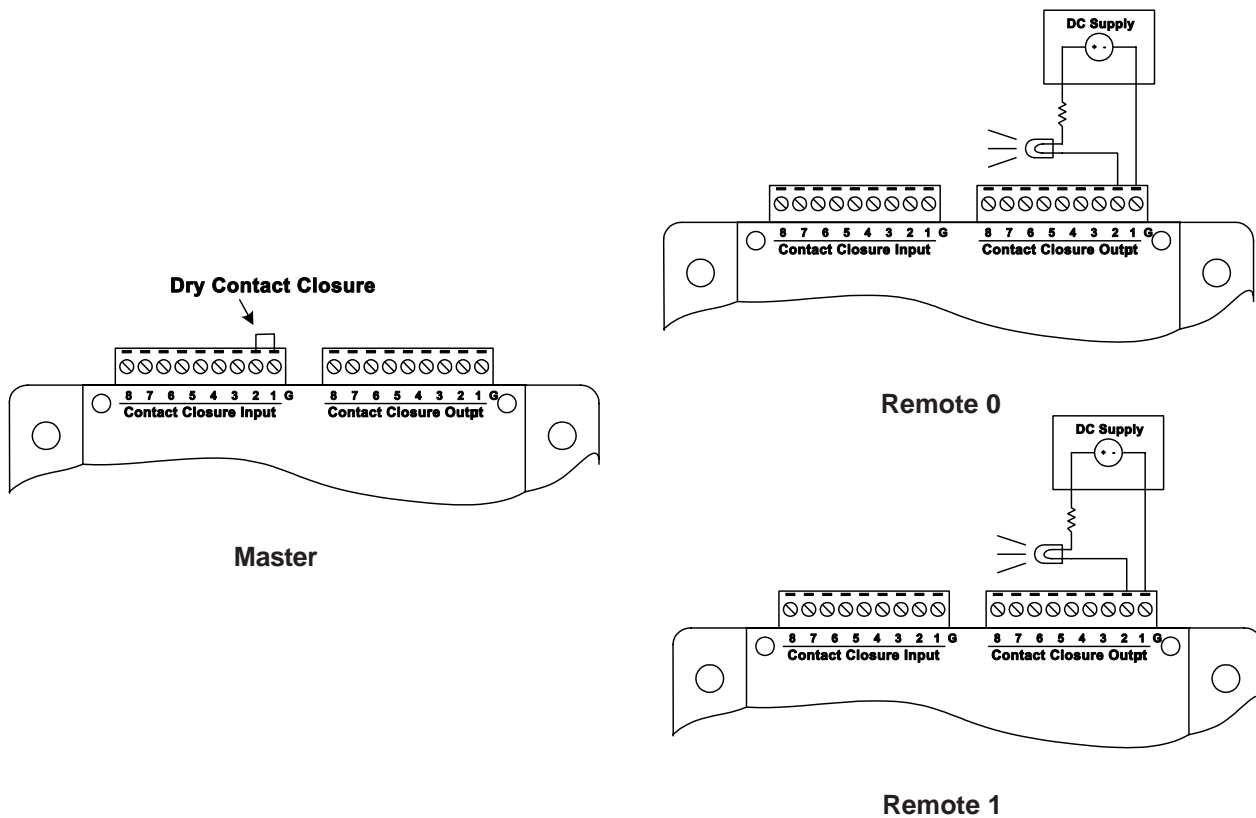 DC Supply
+ -
8 7 6 5 4 3 2 1 G
Contact Closure Input
8 7 6 5 4 3 2 1 G
Contact Closure Outpt
Remote 0
Dry Contact Closure
8 7 6 5 4 3 2 1 G
Contact Closure Input
8 7 6 5 4 3 2 1 G
Contact Closure Outpt
Master
DC Supply
+ -
8 7 6 5 4 3 2 1 G
Contact Closure Input
8 7 6 5 4 3 2 1 G
Contact Closure Outpt
Remote 1